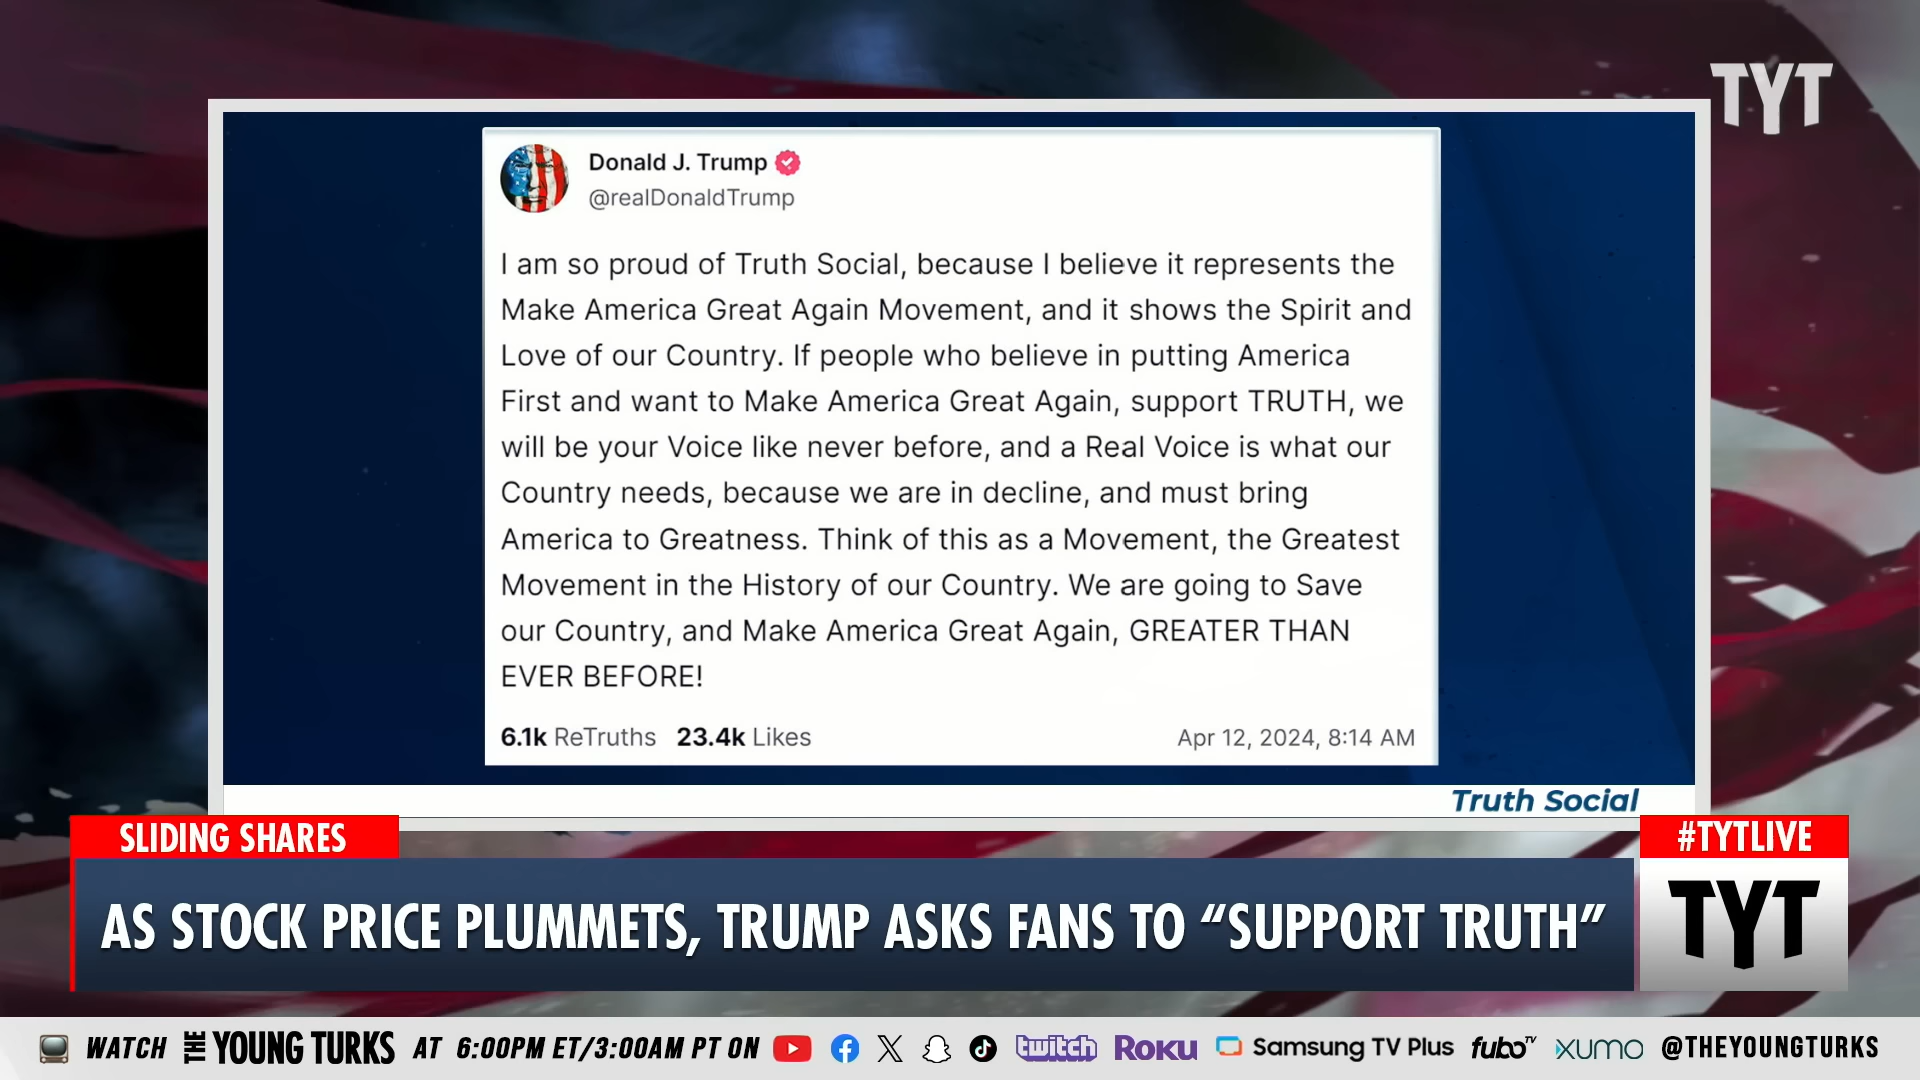 TYT
Donald J. Trump
@realDonaldTrump
I am so proud of Truth Social, because I believe it represents the
Make America Great Again Movement, and it shows the Spirit and
Love of our Country. If people who believe in putting America
First and want to Make America Great Again, support TRUTH, we
will be your Voice like never before, and a Real Voice is what our
Country needs, because we are in decline, and must bring
America to Greatness. Think of this as a Movement, the Greatest
Movement in the History of our Country. We are going to Save
our Country, and Make America Great Again, GREATER THAN
EVER BEFORE!
6.1k ReTruths 23.4k Likes Apr 12, 2024, 8:14 AM
Truth Social
SLIDING SHARES
#TYTLIVE
AS STOCK PRICE PLUMMETS, TRUMP ASKS FANS TO “SUPPORT TRUTH”
TYT
WATCH THE YOUNG TURKS AT 6:00PM ET/3:00AM PT ON twitch ROKU Samsung TV Plus fuboTV xumo @THEYOUNGTURKS